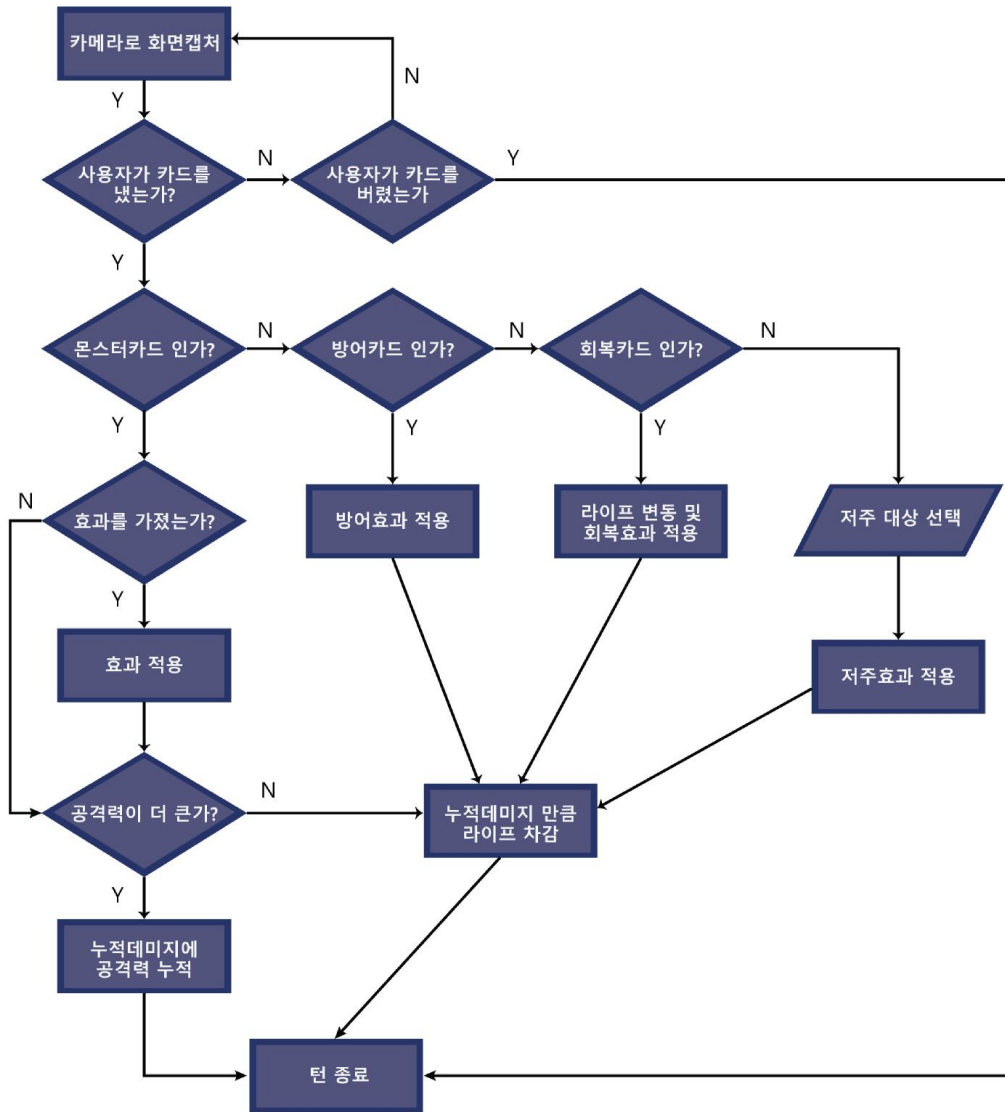 카메라로 화면캡처
N
Y
사용자가 카드를
냈는가?
N
사용자가 카드를
버렸는가
Y
Y
몬스터카드 인가?
N
방어카드 인가?
N
회복카드 인가?
N
Y
Y
Y
N
효과를 가졌는가?
방어효과 적용
라이프 변동 및
회복효과 적용
저주 대상 선택
Y
효과 적용
저주효과 적용
공격력이 더 큰가?
N
누적데미지 만큼
라이프 차감
Y
누적데미지에
공격력 누적
턴 종료